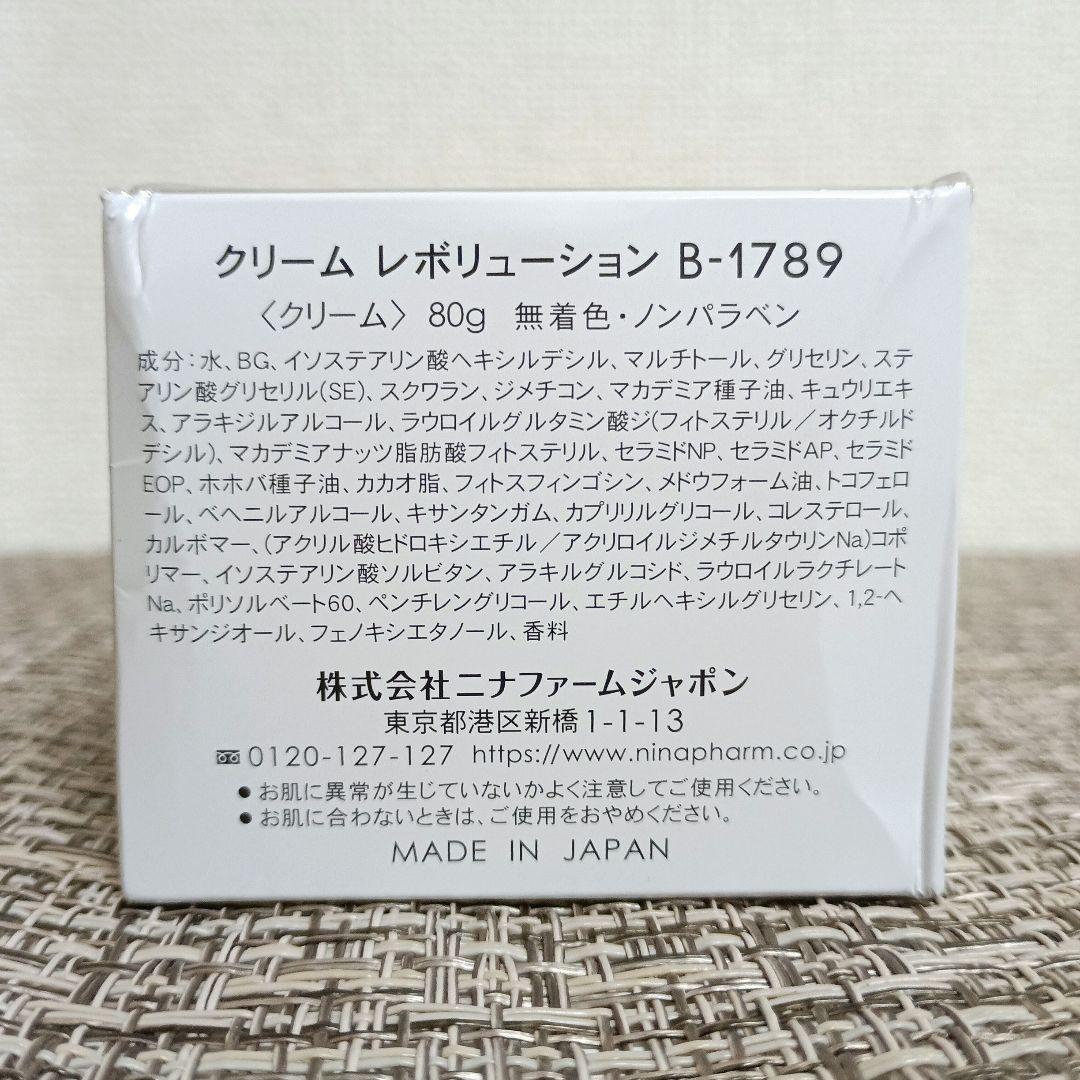 クリーム レボリューション B-1789
〈クリーム〉 80g 無着色・ノンパラベン
成分：水、BG、イソステアリン酸ヘキシルデシル、マルチトール、グリセリン、ステ
アリン酸グリセリル(SE)、スクワラン、ジメチコン、マカデミア種子油、キュウリエキ
ス、アラキジルアルコール、ラウロイルグルタミン酸ジ(フィトステリル／オクチルド
デシル)、マカデミアナッツ脂肪酸フィトステリル、セラミドNP、セラミドAP、セラミド
EOP、ホホバ種子油、カカオ脂、フィトスフィンゴシン、メドウフォーム油、トコフェロ
ール、ベヘニルアルコール、キサンタンガム、カプリリルグリコール、コレステロール、
カルボマー、(アクリル酸ヒドロキシエチル／アクリロイルジメチルタウリンNa)コポ
リマー、イソステアリン酸ソルビタン、アラキルグルコシド、ラウロイルラクチレート
Na、ポリソルベート60、ペンチレングリコール、エチルヘキシルグリセリン、1,2-ヘ
キサンジオール、フェノキシエタノール、香料
株式会社ニナファームジャポン
東京都港区新橋1-1-13
0120-127-127 https://www.ninapharm.co.jp
●お肌に異常が生じていないかよく注意してご使用ください。
●お肌に合わないときは、ご使用をおやめください。
MADE IN JAPAN